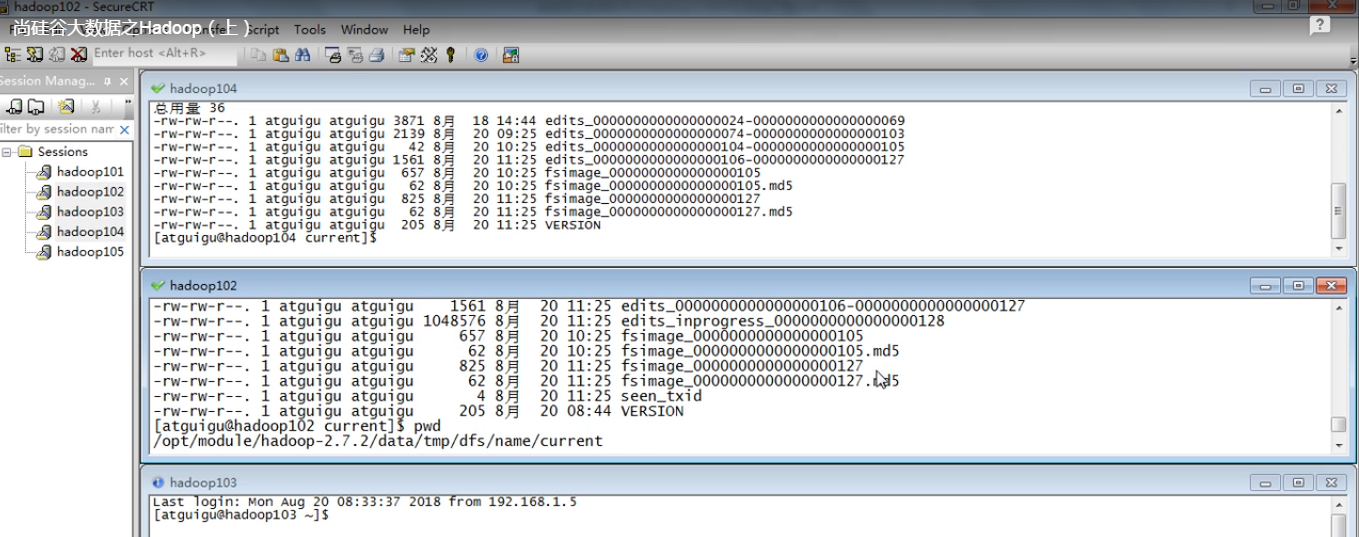 hadoop102 - SecureCRT
尚硅谷大数据之Hadoop（上）
Script Tools Window Help
Enter host <Alt+R>
Session Manag...
hadoop104
总用量 36
-rw-rw-r--. 1 atguigu atguigu 3871 8月 18 14:44 edits_0000000000000000024-0000000000000000069
-rw-rw-r--. 1 atguigu atguigu 2139 8月 20 09:25 edits_0000000000000000074-0000000000000000103
-rw-rw-r--. 1 atguigu atguigu 42 8月 20 10:25 edits_0000000000000000104-0000000000000000105
-rw-rw-r--. 1 atguigu atguigu 1561 8月 20 11:25 edits_0000000000000000106-0000000000000000127
-rw-rw-r--. 1 atguigu atguigu 657 8月 20 10:25 fsimage_0000000000000000105
-rw-rw-r--. 1 atguigu atguigu 62 8月 20 10:25 fsimage_0000000000000000105.md5
-rw-rw-r--. 1 atguigu atguigu 825 8月 20 11:25 fsimage_0000000000000000127
-rw-rw-r--. 1 atguigu atguigu 62 8月 20 11:25 fsimage_0000000000000000127.md5
-rw-rw-r--. 1 atguigu atguigu 205 8月 20 11:25 VERSION
[atguigu@hadoop104 current]$
filter by session nam
Sessions
hadoop101
hadoop102
hadoop103
hadoop104
hadoop105
hadoop102
-rw-rw-r--. 1 atguigu atguigu 1561 8月 20 11:25 edits_0000000000000000106-0000000000000000127
-rw-rw-r--. 1 atguigu atguigu 1048576 8月 20 11:25 edits_inprogress_0000000000000000128
-rw-rw-r--. 1 atguigu atguigu 657 8月 20 10:25 fsimage_0000000000000000105
-rw-rw-r--. 1 atguigu atguigu 62 8月 20 10:25 fsimage_0000000000000000105.md5
-rw-rw-r--. 1 atguigu atguigu 825 8月 20 11:25 fsimage_0000000000000000127
-rw-rw-r--. 1 atguigu atguigu 62 8月 20 11:25 fsimage_0000000000000000127.md5
-rw-rw-r--. 1 atguigu atguigu 4 8月 20 11:25 seen_txid
-rw-rw-r--. 1 atguigu atguigu 205 8月 20 08:44 VERSION
[atguigu@hadoop102 current]$ pwd
/opt/module/hadoop-2.7.2/data/tmp/dfs/name/current
hadoop103
Last login: Mon Aug 20 08:33:37 2018 from 192.168.1.5
[atguigu@hadoop103 ~]$